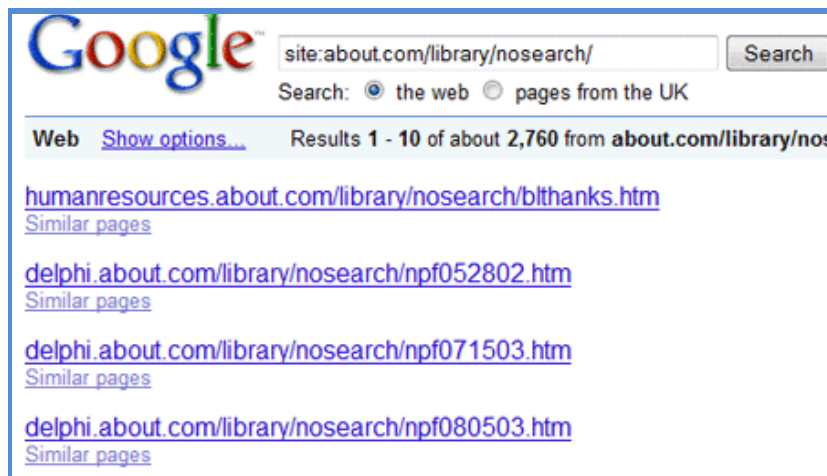 Google™
site:about.com/library/nosearch/ Search
Search: the web pages from the UK
Web Show options... Results 1 - 10 of about 2,760 from about.com/library/nos
humanresources.about.com/library/nosearch/blthanks.htm
Similar pages
delphi.about.com/library/nosearch/npf052802.htm
Similar pages
delphi.about.com/library/nosearch/npf071503.htm
Similar pages
delphi.about.com/library/nosearch/npf080503.htm
Similar pages